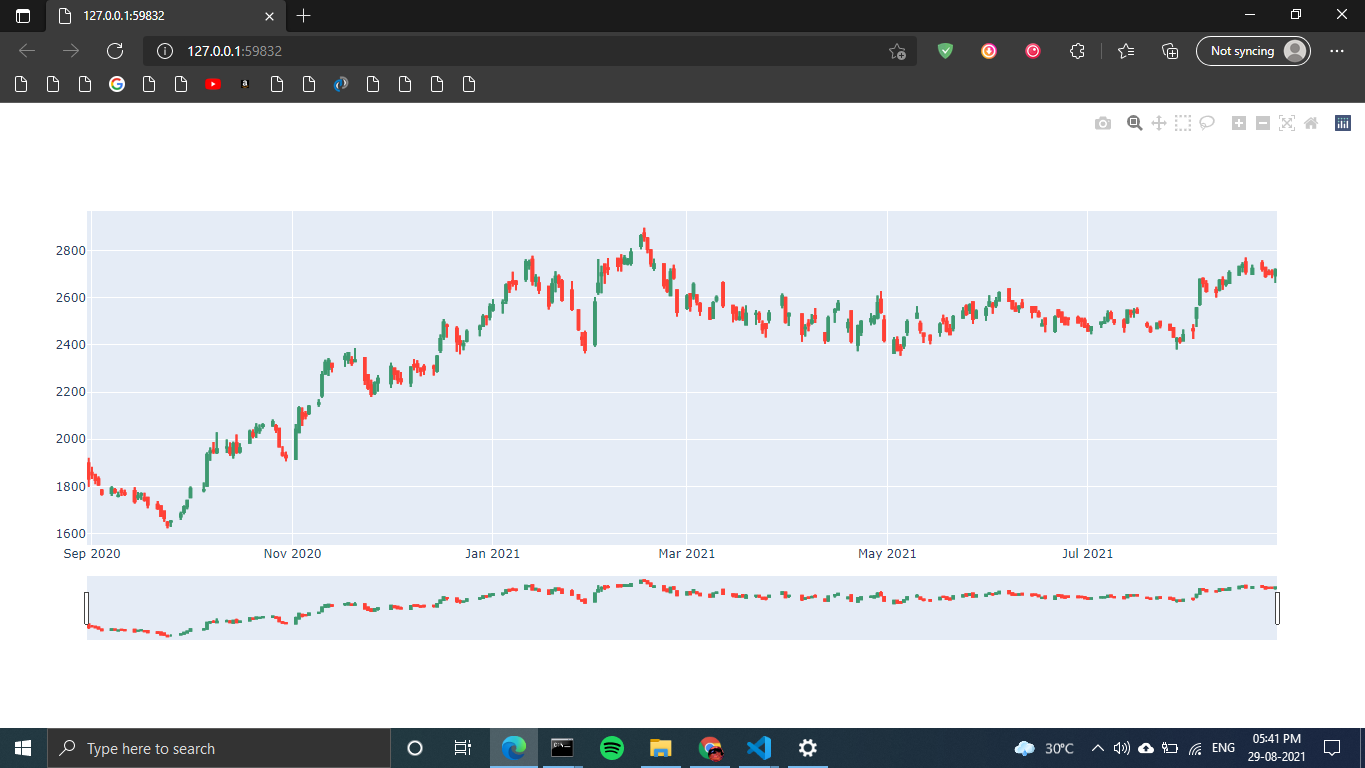 127.0.0.1:59832
127.0.0.1:59832
Not syncing
2800
2600
2400
2200
2000
1800
1600
Sep 2020
Nov 2020
Jan 2021
Mar 2021
May 2021
Jul 2021
Type here to search
30°C
ENG
05:41 PM
29-08-2021